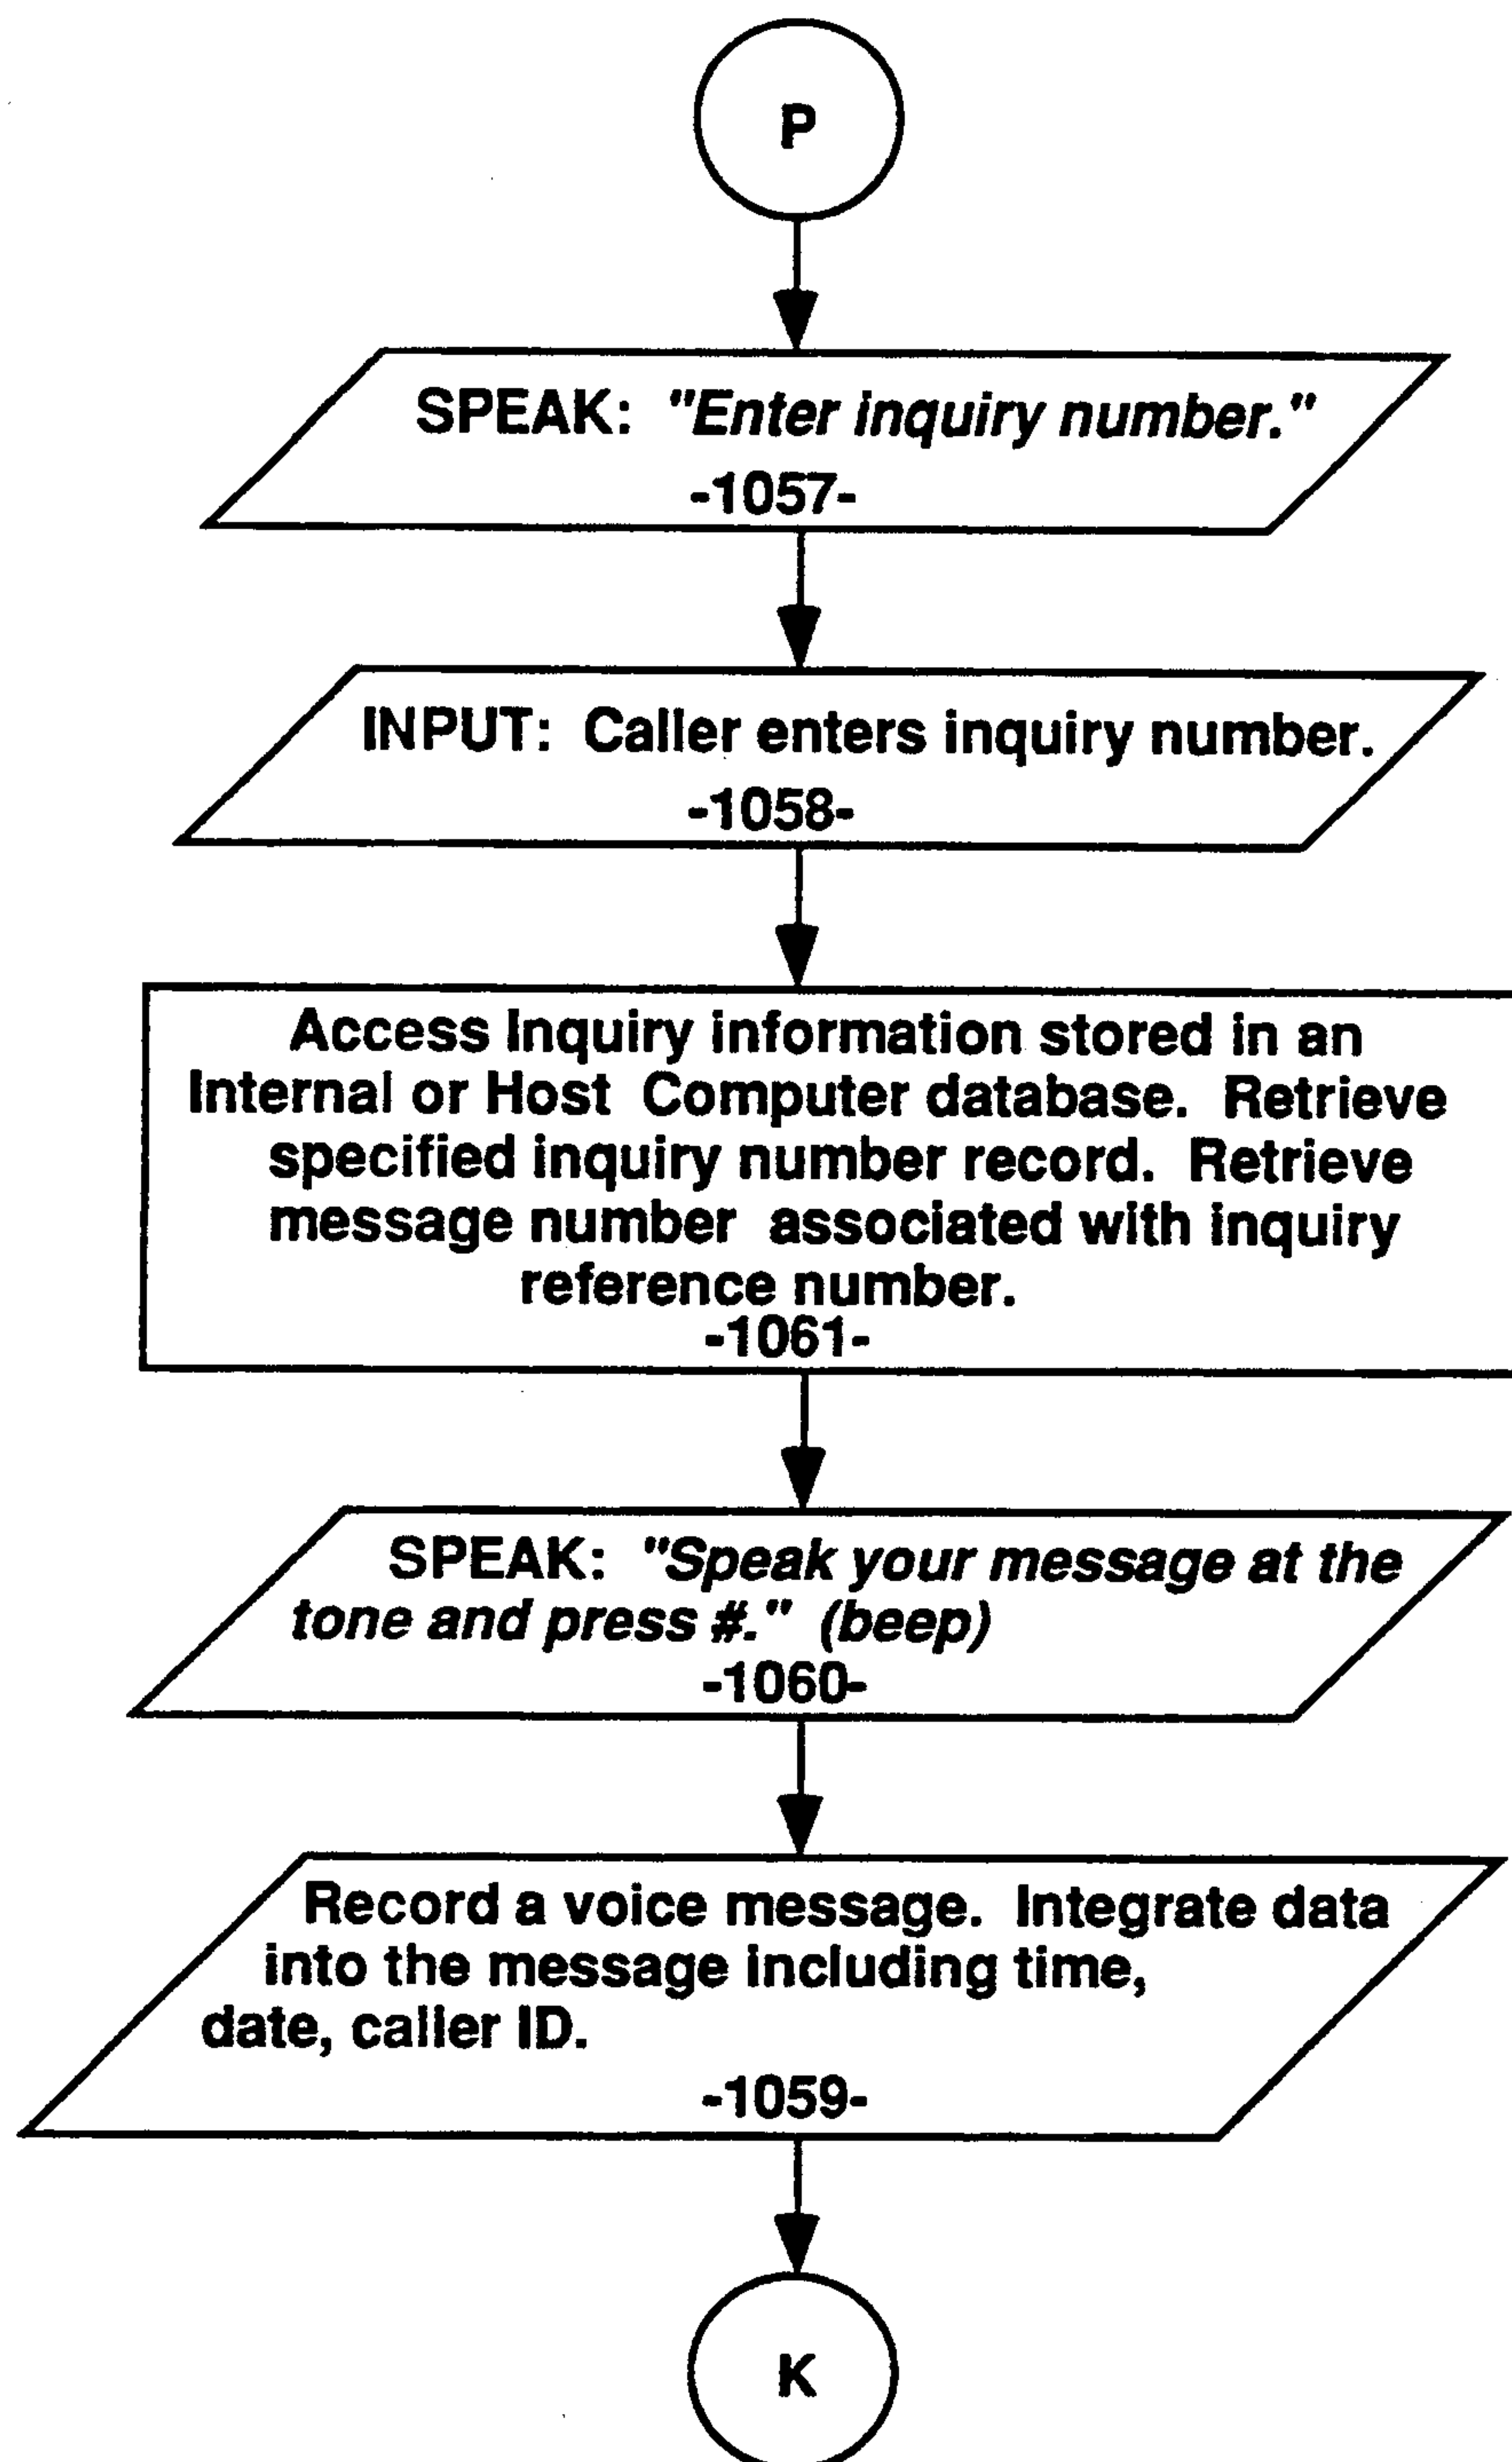 P
SPEAK: "Enter inquiry number."
-1057-
INPUT: Caller enters inquiry number.
-1058-
Access Inquiry information stored in an
Internal or Host Computer database. Retrieve
specified inquiry number record. Retrieve
message number associated with inquiry
reference number.
-1061-
SPEAK: "Speak your message at the
tone and press #." (beep)
-1060-
Record a voice message. Integrate data
into the message including time,
date, caller ID.
-1059-
K